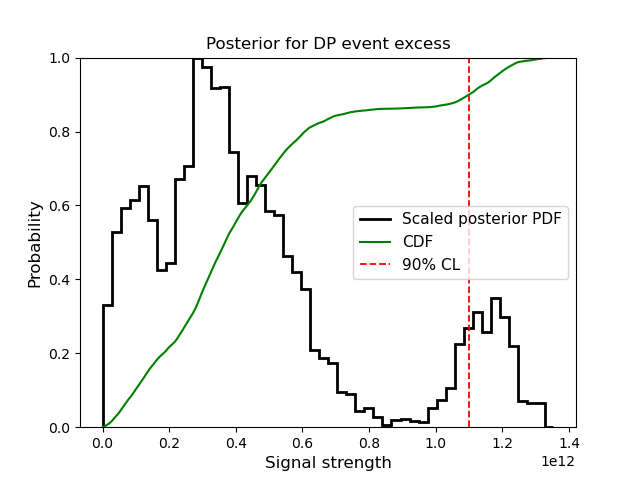 Posterior for DP event excess
1.0
0.8
0.6
0.4
0.2
0.0
Probability
Scaled posterior PDF
CDF
90% CL
0.0 0.2 0.4 0.6 0.8 1.0 1.2 1.4
1e12
Signal strength